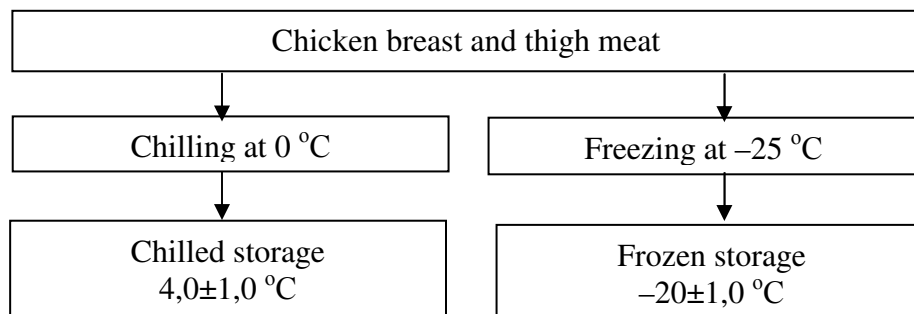 Chicken breast and thigh meat
Chilling at 0 °C
Freezing at –25 °C
Chilled storage
4,0±1,0 °C
Frozen storage
–20±1,0 °C